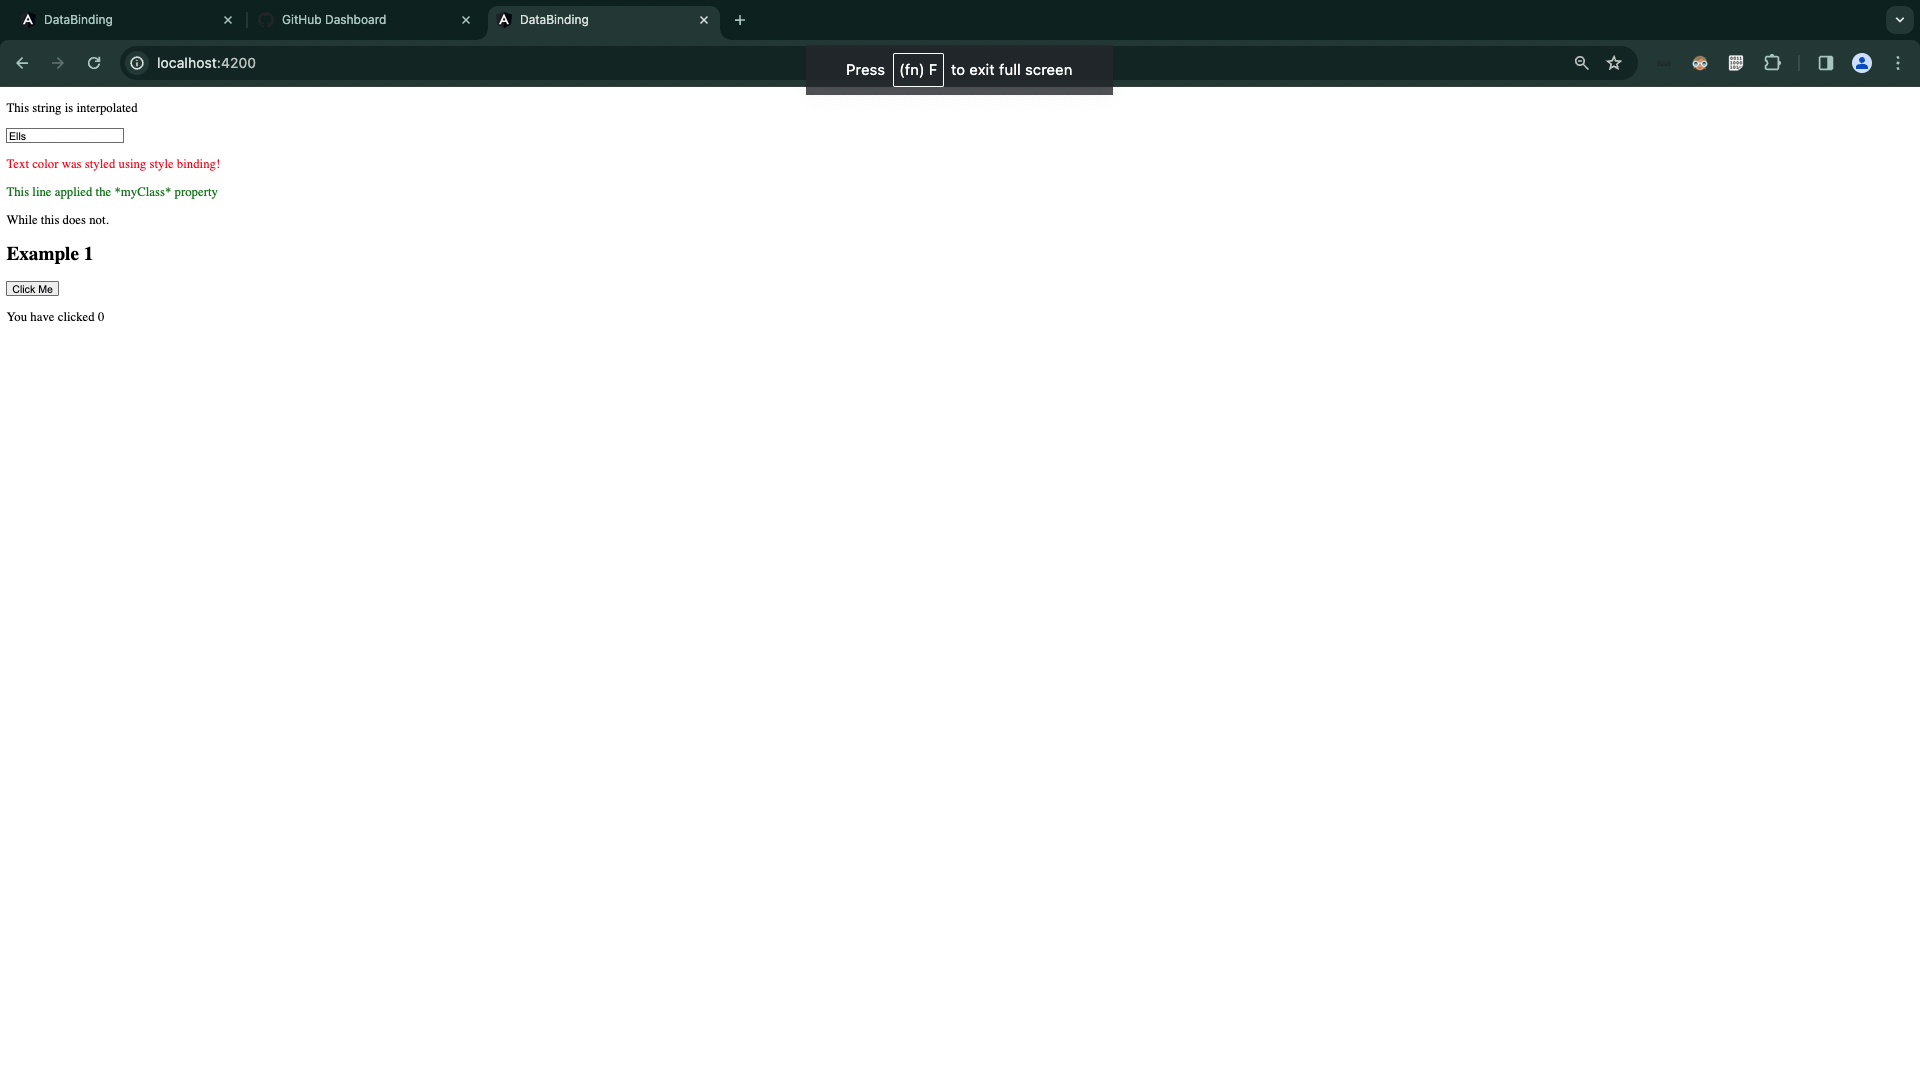 DataBinding
GitHub Dashboard
DataBinding
localhost:4200
Press (fn) F to exit full screen
This string is interpolated
Ells
Text color was styled using style binding!
This line applied the *myClass* property
While this does not.
Example 1
Click Me
You have clicked 0